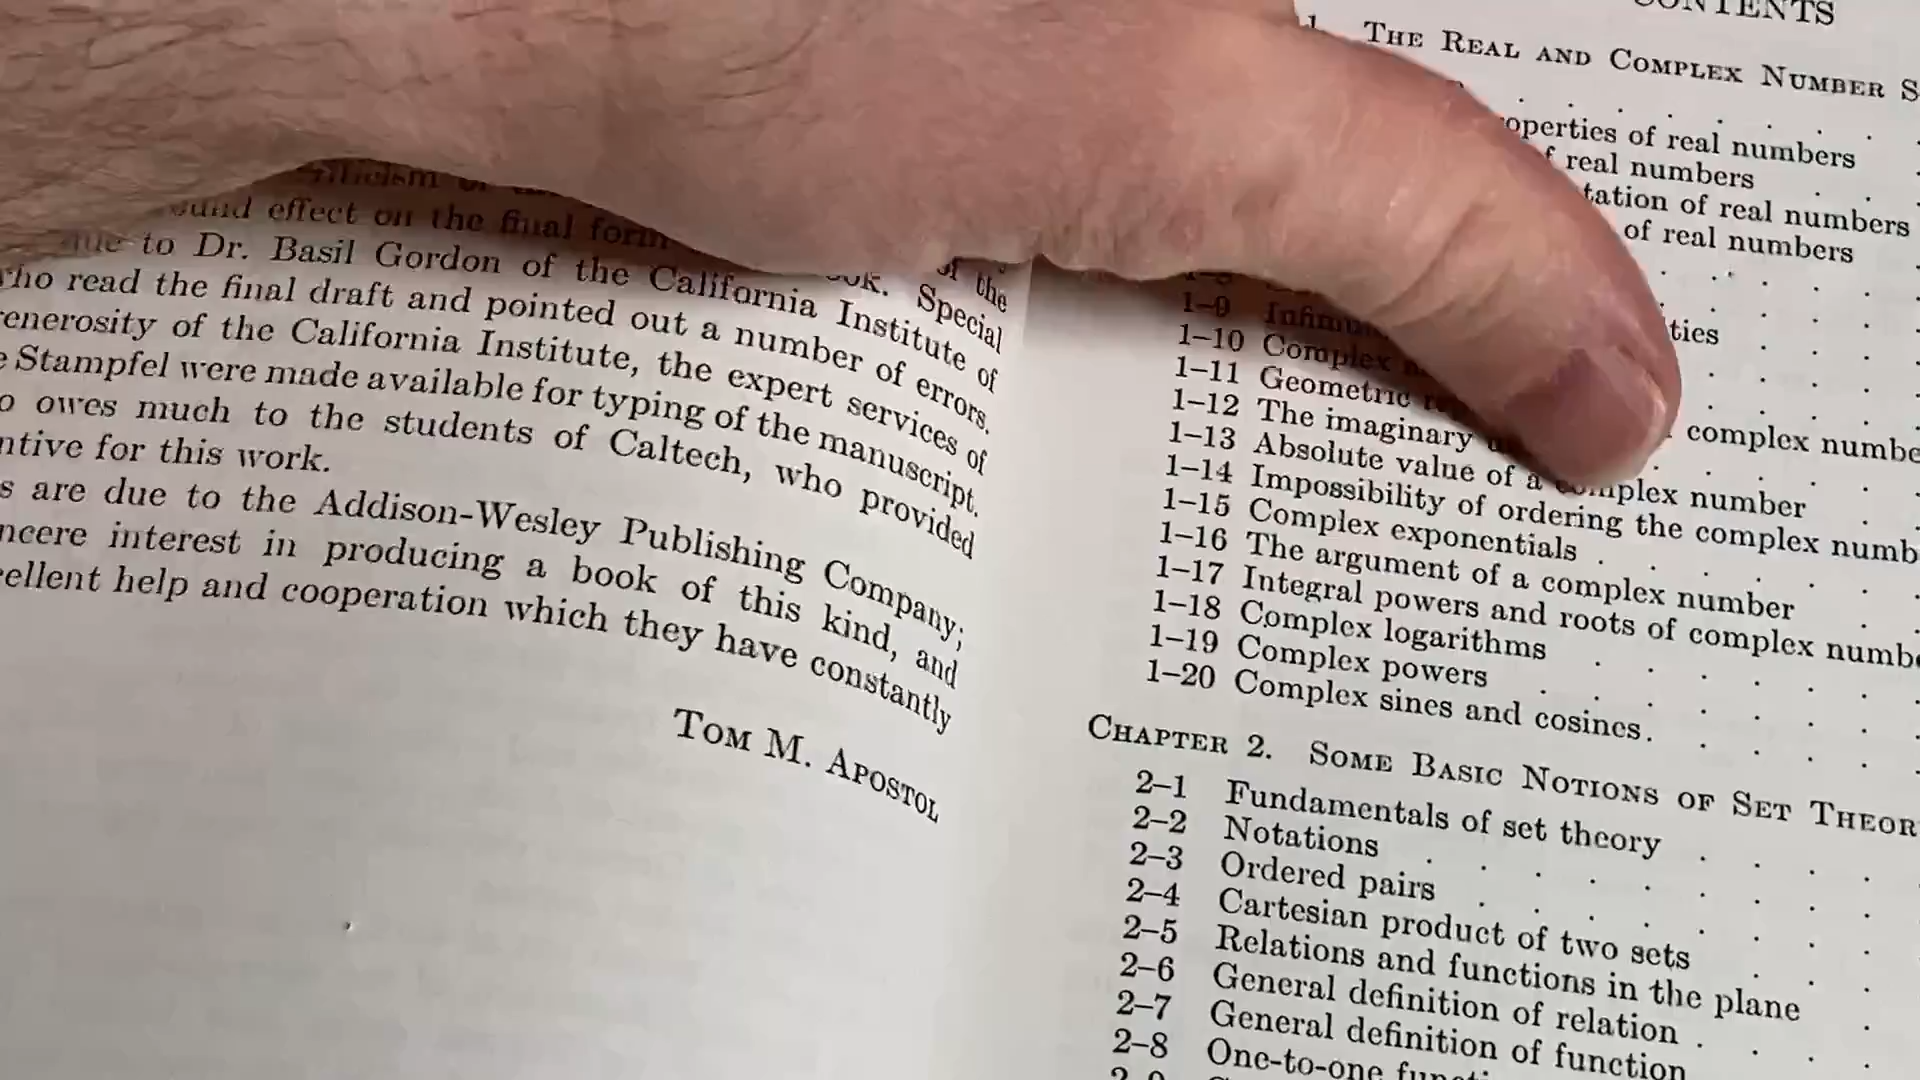 effect on the final form
of the
to Dr. Basil Gordon of the California Institute of Special
who read the final draft and pointed out a number of errors.
generosity of the California Institute, the expert services of
Stampfel were made available for typing of the manuscript.
owes much to the students of Caltech, who provided
for this work.
are due to the Addison-Wesley Publishing Company;
interest in producing a book of this kind, and
help and cooperation which they have constantly
Tom M. Apostol
CONTENTS
The Real and Complex Number
properties of real numbers
real numbers
of real numbers
of real numbers
1-9
1-10 Complex
1-11 Geometric complex
1-12 The imaginary
1-13 Absolute value of a complex number
1-14 Impossibility of ordering the complex
1-15 Complex exponentials
1-16 The argument of a complex number
1-17 Integral powers and roots of complex
1-18 Complex logarithms
1-19 Complex powers
1-20 Complex sines and cosines.
Chapter 2. Some Basic Notions of Set
2-1 Fundamentals of set theory
2-2 Notations
2-3 Ordered pairs
2-4 Cartesian product of two sets
2-5 Relations and functions in the plane
2-6 General definition of relation
2-7 General definition of function
2-8 One-to-one